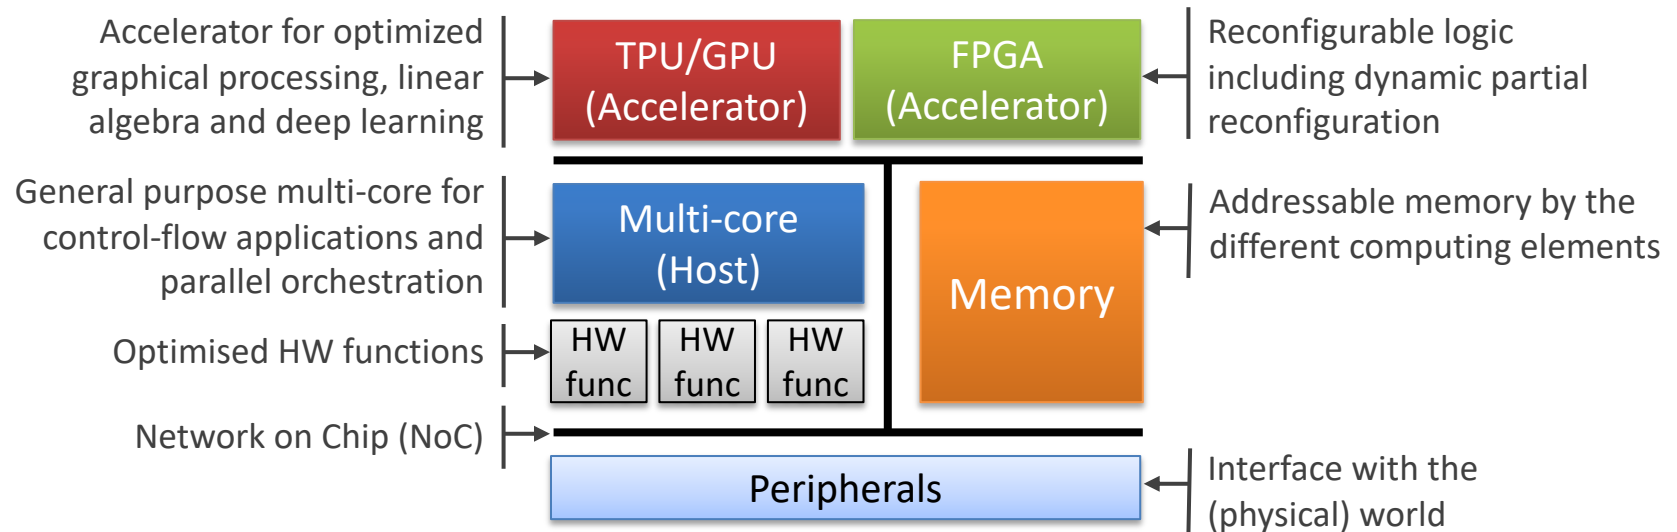 Accelerator for optimized
graphical processing, linear
algebra and deep learning
TPU/GPU
(Accelerator)
FPGA
(Accelerator)
Reconfigurable logic
including dynamic partial
reconfiguration
General purpose multi-core for
control-flow applications and
parallel orchestration
Multi-core
(Host)
Memory
Addressable memory by the
different computing elements
Optimised HW functions
HW
func
HW
func
HW
func
Network on Chip (NoC)
Peripherals
Interface with the
(physical) world